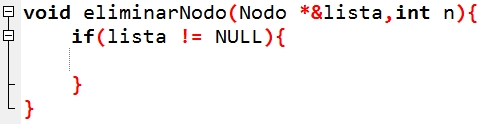 void eliminarNodo(Nodo *&lista,int n){
    if(lista != NULL){
    }
}